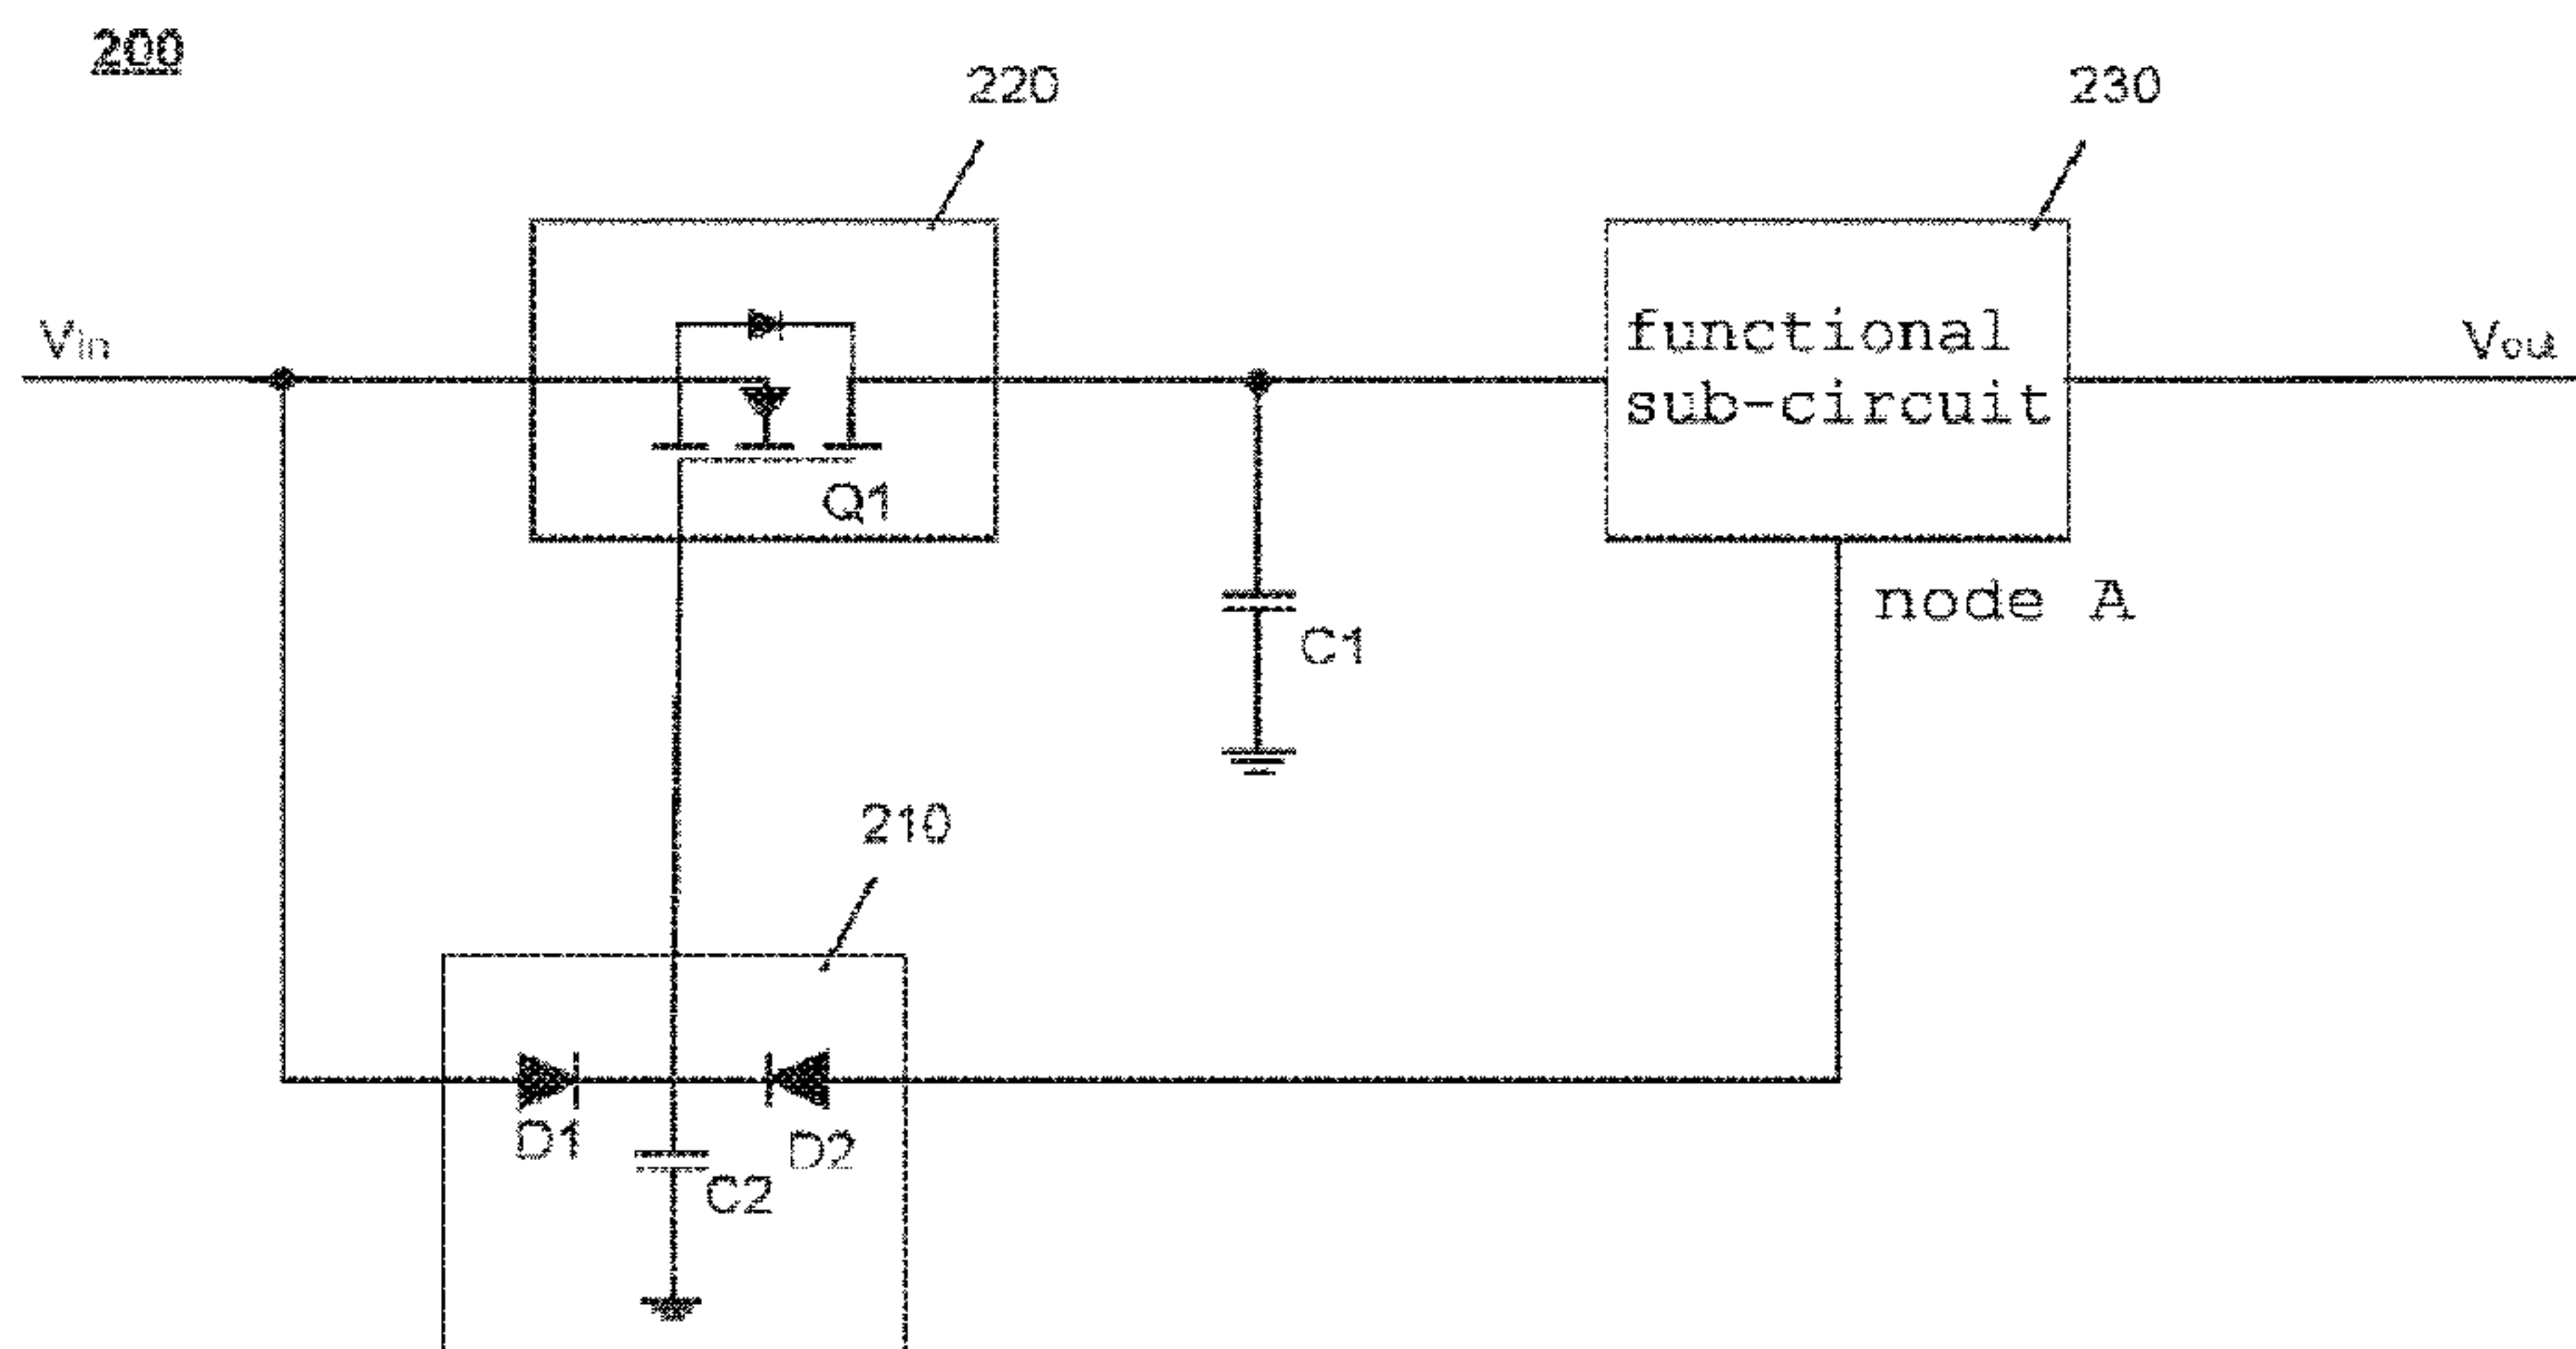 200
220
230
Vin
functional
sub-circuit
Vout
Q1
node A
C1
210
D1
D2
C2